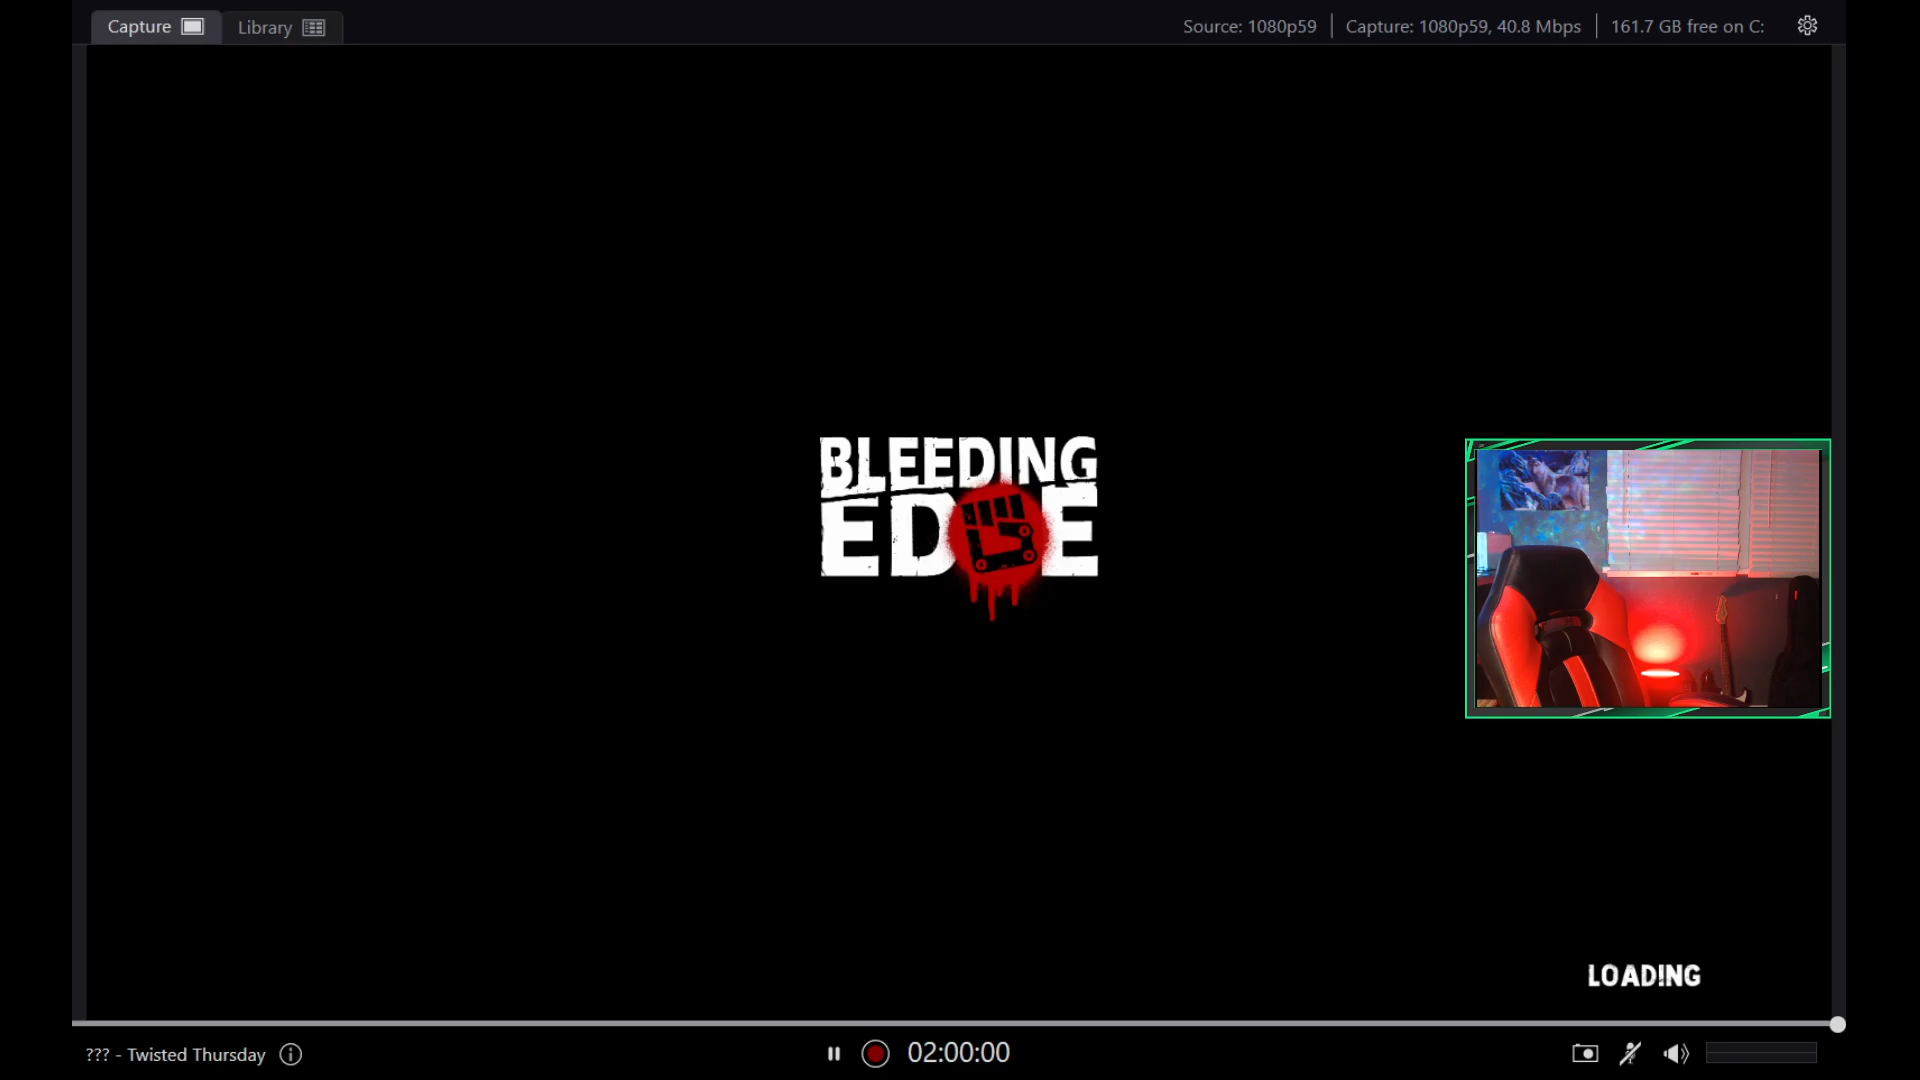 Capture
Library
Source: 1080p59
Capture: 1080p59, 40.8 Mbps
161.7 GB free on C:
BLEEDING
EDGE
LOADING
??? - Twisted Thursday
02:00:00